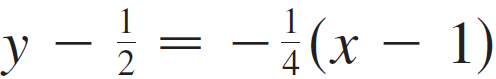 y − 1/2 = −1/4(x − 1)